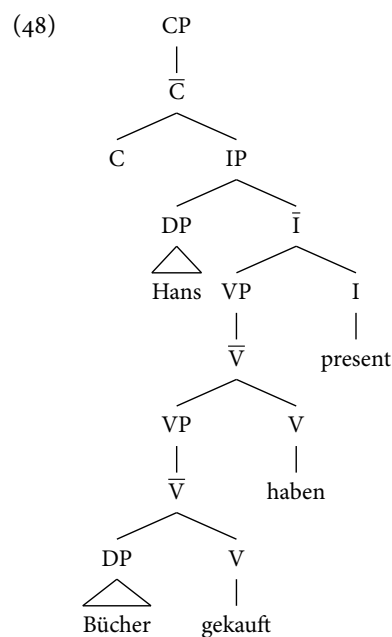 (48) CP
C̅
C IP
DP I̅
Hans VP I
V̅ present
VP V
V̅ haben
DP V
Bücher gekauft